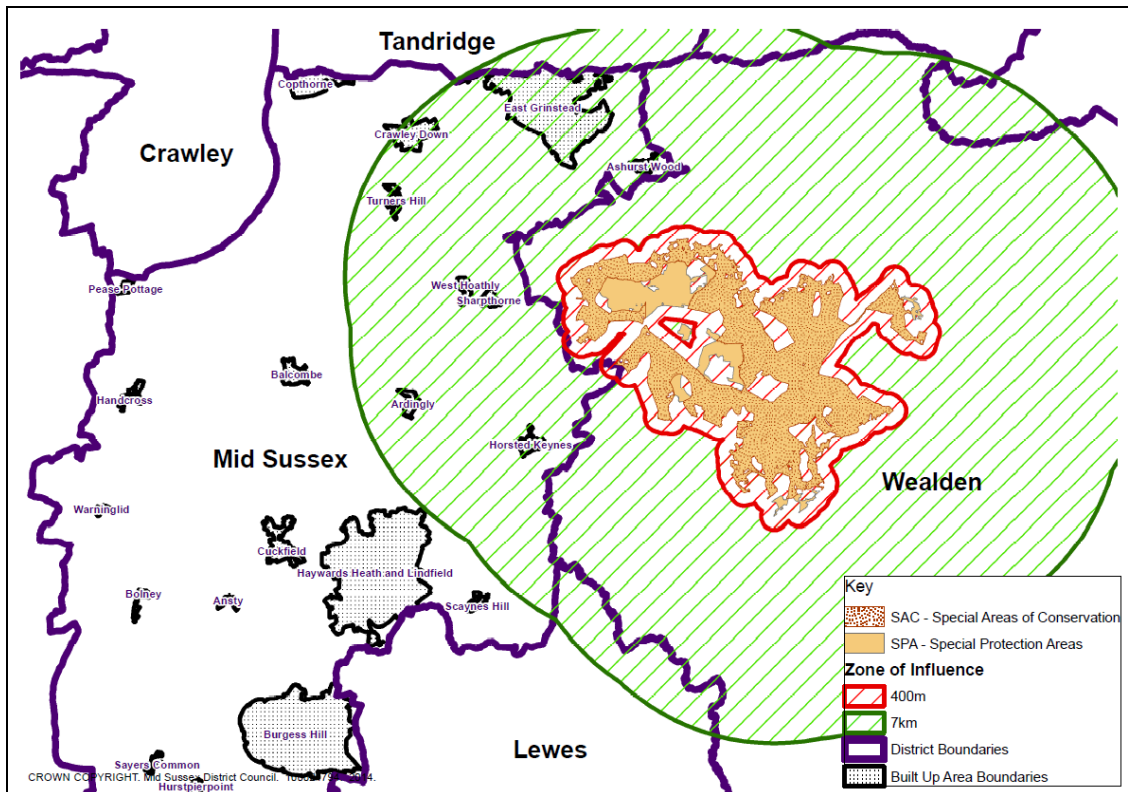 Tandridge
Copthorne
East Grinstead
Crawley Down
Crawley
Ashurst Wood
Turners Hill
Pease Pottage
West Hoathly
Sharpthorne
Balcombe
Handcross
Ardingly
Horsted Keynes
Mid Sussex
Wealden
Warninglid
Cuckfield
Haywards Heath and Lindfield
Bolney
Ansty
Scaynes Hill
Burgess Hill
Lewes
Sayers Common
CROWN COPYRIGHT. Mid Sussex District Council.
Hurstpierpoint
Key
SAC - Special Areas of Conservation
SPA - Special Protection Areas
Zone of Influence
400m
7km
District Boundaries
Built Up Area Boundaries